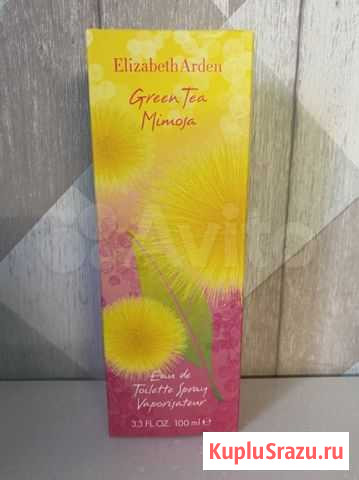 Elizabeth Arden
Green Tea
Mimosa
Avito
Eau de
Toilette Spray
Vaporisateur
3.3 FL. OZ. 100 ml ℮
KupluSrazu.ru